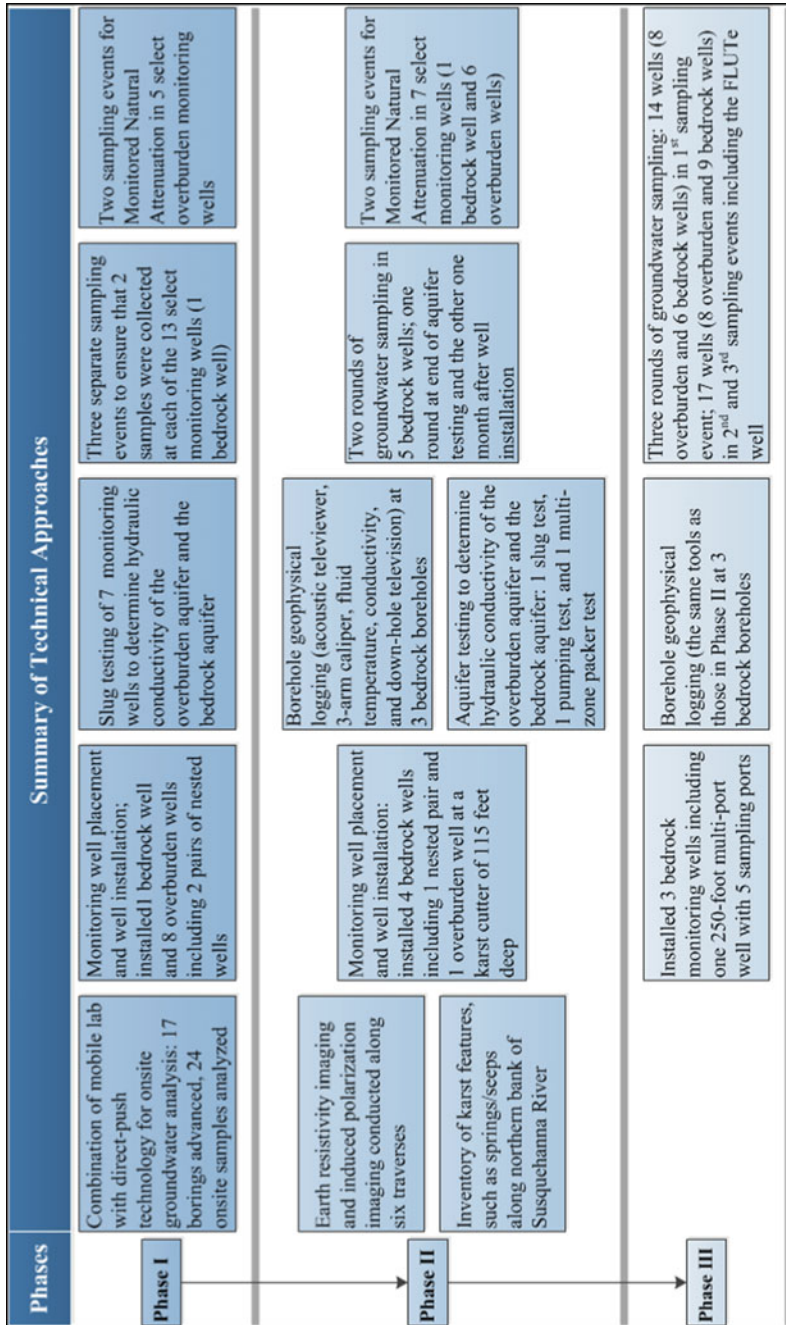 Phases
Summary of Technical Approaches
Phase I
Combination of mobile lab
with direct-push
technology for onsite
groundwater analysis: 17
borings advanced, 24
onsite samples analyzed
Monitoring well placement
and well installation;
installed1 bedrock well
and 8 overburden wells
including 2 pairs of nested
wells
Slug testing of 7 monitoring
wells to determine hydraulic
conductivity of the
overburden aquifer and the
bedrock aquifer
Three separate sampling
events to ensure that 2
samples were collected
at each of the 13 select
monitoring wells (1
bedrock well)
Two sampling events for
Monitored Natural
Attenuation in 5 select
overburden monitoring
wells
Phase II
Earth resistivity imaging
and induced polarization
imaging conducted along
six traverses
Inventory of karst features,
such as springs/seeps
along northern bank of
Susquehanna River
Monitoring well placement
and well installation:
installed 4 bedrock wells
including 1 nested pair and
1 overburden well at a
karst cutter of 115 feet
deep
Borehole geophysical
logging (acoustic televiewer,
3-arm caliper, fluid
temperature, conductivity,
and down-hole television) at
3 bedrock boreholes
Aquifer testing to determine
hydraulic conductivity of the
overburden aquifer and the
bedrock aquifer: 1 slug test,
1 pumping test, and 1 multi-
zone packer test
Two rounds of
groundwater sampling in
5 bedrock wells; one
round at end of aquifer
testing and the other one
month after well
installation
Two sampling events for
Monitored Natural
Attenuation in 7 select
monitoring wells (1
bedrock well and 6
overburden wells)
Phase III
Installed 3 bedrock
monitoring wells including
one 250-foot multi-port
well with 5 sampling ports
Borehole geophysical
logging (the same tools as
those in Phase II at 3
bedrock boreholes
Three rounds of groundwater sampling: 14 wells (8
overburden and 6 bedrock wells) in 1st sampling
event; 17 wells (8 overburden and 9 bedrock wells)
in 2nd and 3rd sampling events including the FLUTe
well